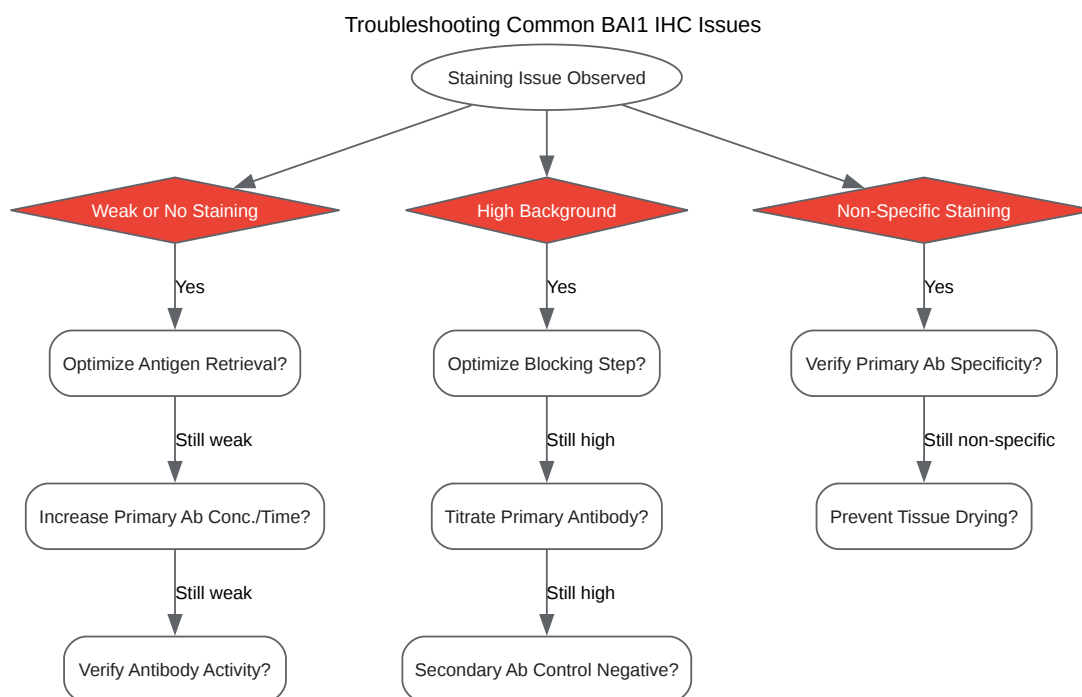 Troubleshooting Common BAI1 IHC Issues
Staining Issue Observed
Weak or No Staining
High Background
Non-Specific Staining
Yes
Yes
Yes
Optimize Antigen Retrieval?
Optimize Blocking Step?
Verify Primary Ab Specificity?
Still weak
Still high
Still non-specific
Increase Primary Ab Conc./Time?
Titrate Primary Antibody?
Prevent Tissue Drying?
Still weak
Still high
Verify Antibody Activity?
Secondary Ab Control Negative?